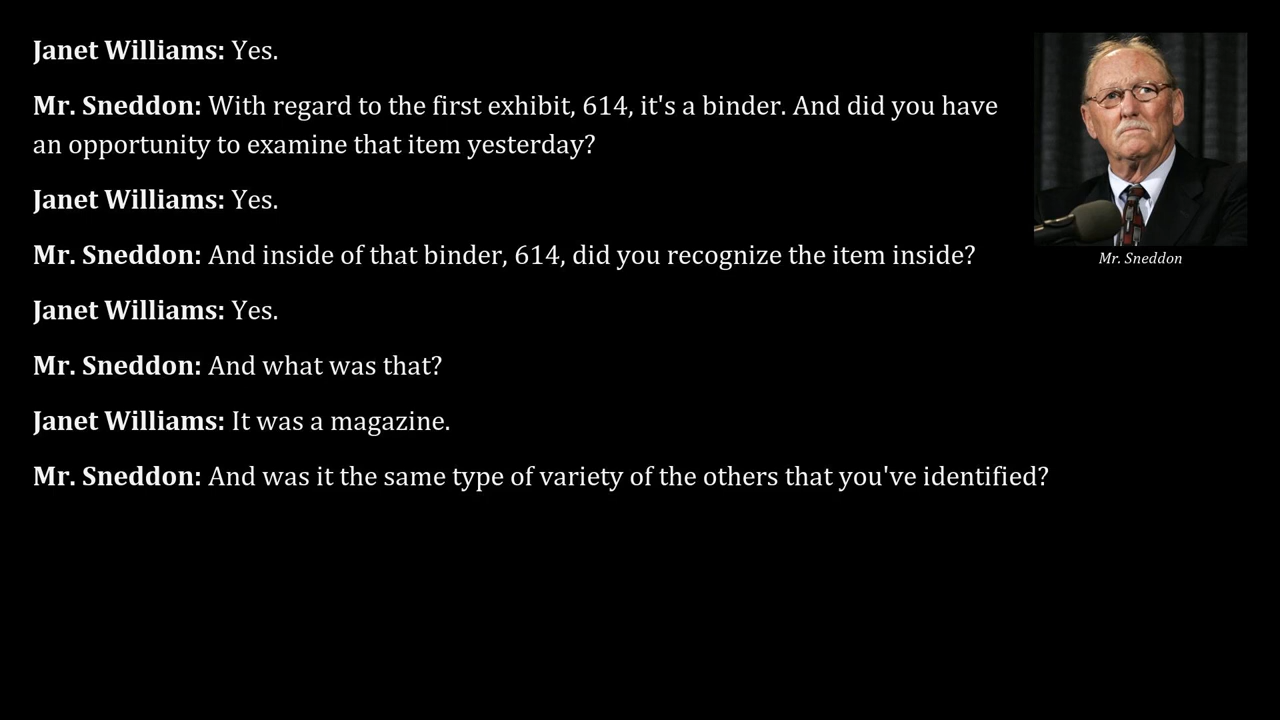 Janet Williams: Yes.
Mr. Sneddon: With regard to the first exhibit, 614, it's a binder. And did you have
an opportunity to examine that item yesterday?
Janet Williams: Yes.
Mr. Sneddon: And inside of that binder, 614, did you recognize the item inside?
Mr. Sneddon
Janet Williams: Yes.
Mr. Sneddon: And what was that?
Janet Williams: It was a magazine.
Mr. Sneddon: And was it the same type of variety of the others that you've identified?